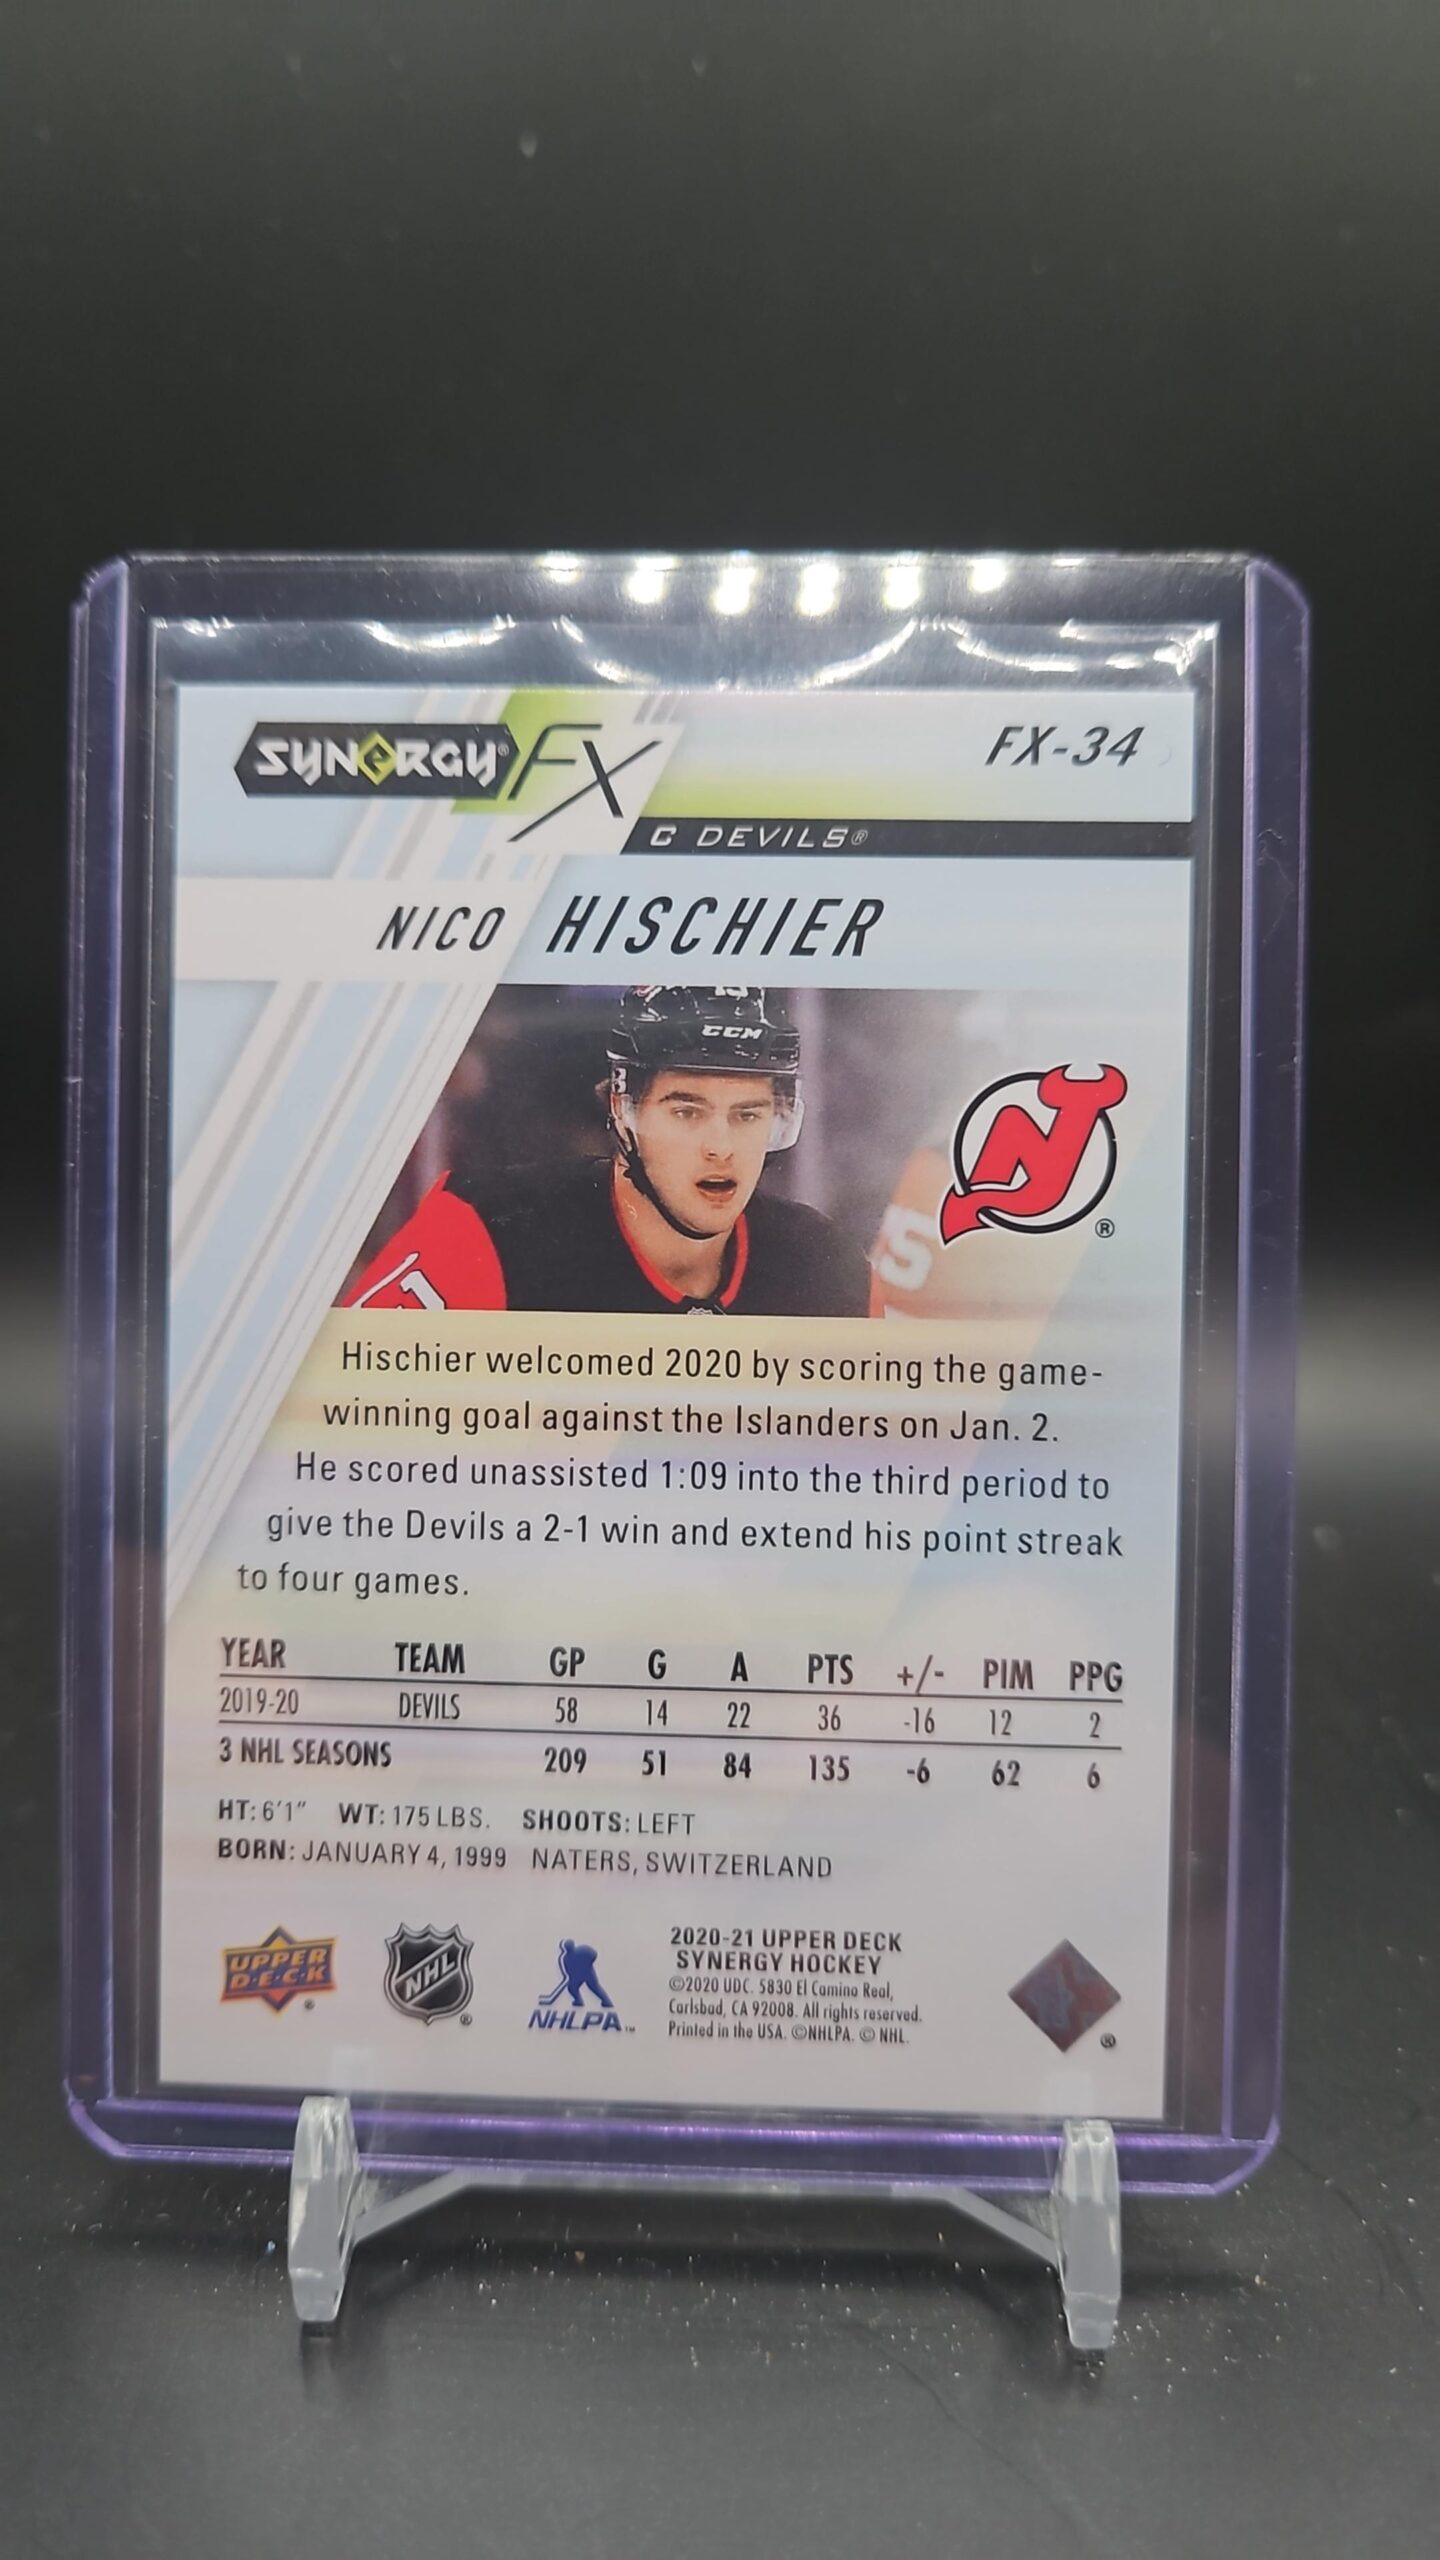 SYNERGY® FX
FX-34
C DEVILS®
NICO HISCHIER
CCM
®
Hischier welcomed 2020 by scoring the game-
winning goal against the Islanders on Jan. 2.
He scored unassisted 1:09 into the third period to
give the Devils a 2-1 win and extend his point streak
to four games.
YEAR TEAM GP G A PTS +/- PIM PPG
2019-20 DEVILS 58 14 22 36 -16 12 2
3 NHL SEASONS 209 51 84 135 -6 62 6
HT: 6'1" WT: 175 LBS. SHOOTS: LEFT
BORN: JANUARY 4, 1999 NATERS, SWITZERLAND
UPPER
D·E·C·K
NHL
NHLPA™
2020-21 UPPER DECK
SYNERGY HOCKEY
©2020 UDC. 5830 El Camino Real,
Carlsbad, CA 92008. All rights reserved.
Printed in the USA. ©NHLPA. © NHL.
®